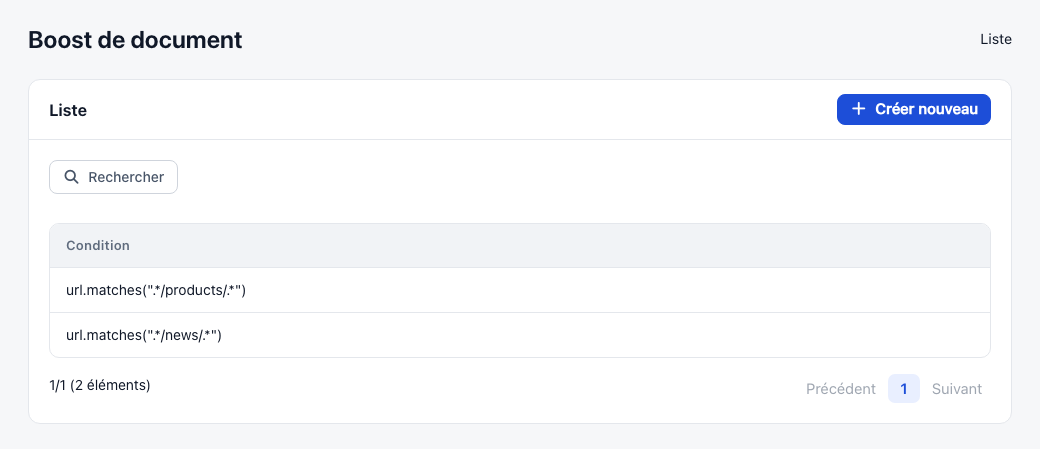 Boost de document
Liste
Liste
Créer nouveau
Rechercher
Condition
url.matches(".*/products/.*")
url.matches(".*/news/.*")
1/1 (2 éléments)
Précédent 1 Suivant